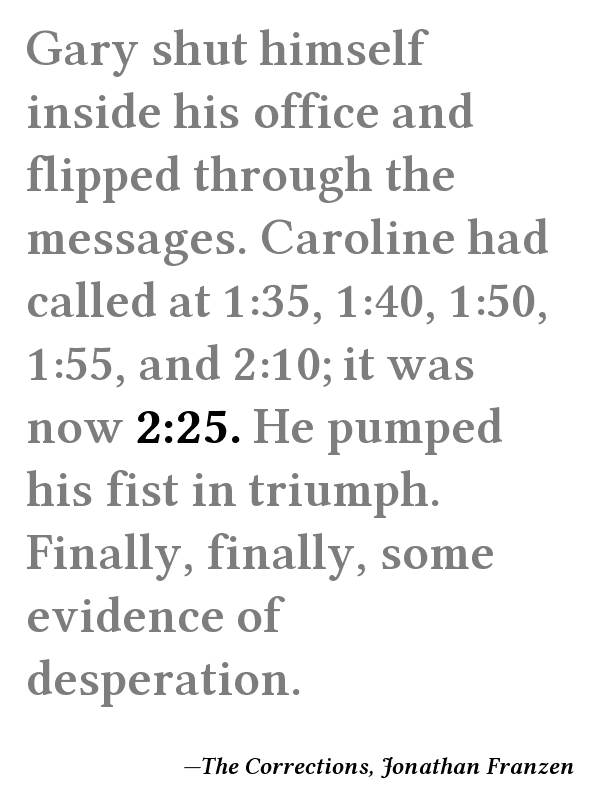 Gary shut himself
inside his office and
flipped through the
messages. Caroline had
called at 1:35, 1:40, 1:50,
1:55, and 2:10; it was
now 2:25. He pumped
his fist in triumph.
Finally, finally, some
evidence of
desperation.
—The Corrections, Jonathan Franzen